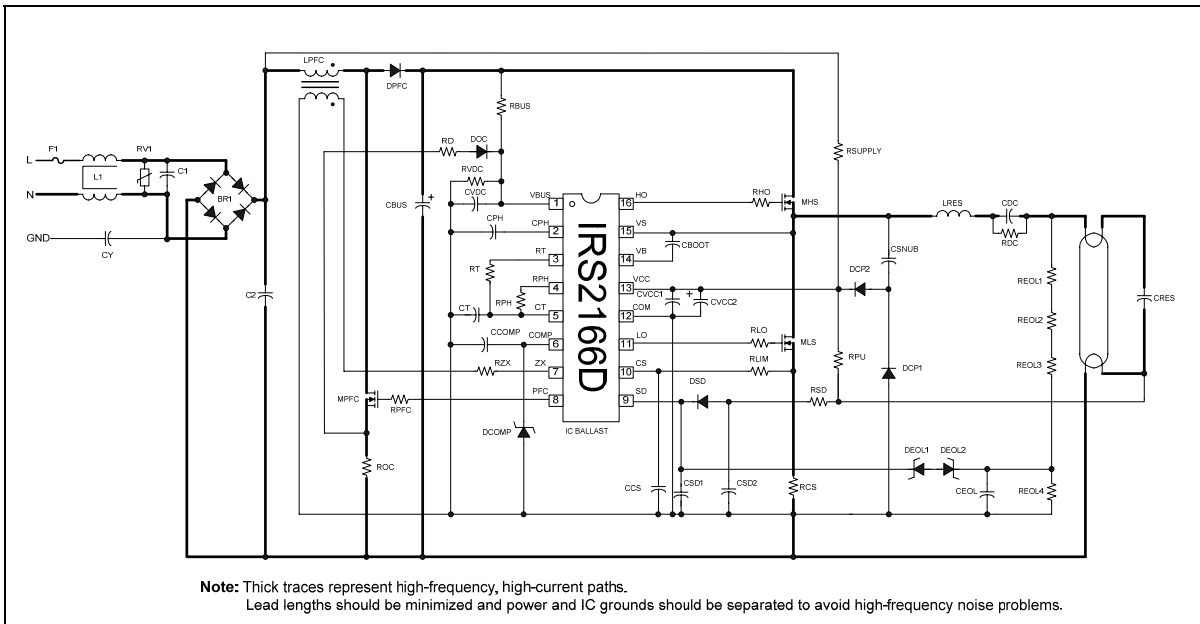 LPFC
DPFC
RBUS
RD
DOC
RSUPPLY
F1
RV1
L
L1
C1
RVDC
CVDC
BR1
N
VBUS
1
16
HO
RHO
MHS
LRES
CDC
RDC
CBUS
+
CPH
CPH
2
15
VS
CBOOT
CSNUB
GND
CY
RT
3
14
VB
DCP2
RT
RPH
4
13
VCC
CVCC1
+
CVCC2
REOL1
C2
RPH
CT
CT
5
12
COM
CRES
IRS2166D
REOL2
CCOMP
COMP
6
11
LO
RLO
MLS
RPU
RZX
ZX
7
10
CS
RLIM
DCP1
REOL3
MPFC
RPFC
PFC
8
9
SD
DSD
RSD
DCOMP
IC BALLAST
DEOL1
DEOL2
ROC
CCS
CSD1
CSD2
RCS
CEOL
REOL4
Note: Thick traces represent high-frequency, high-current paths.
Lead lengths should be minimized and power and IC grounds should be separated to avoid high-frequency noise problems.